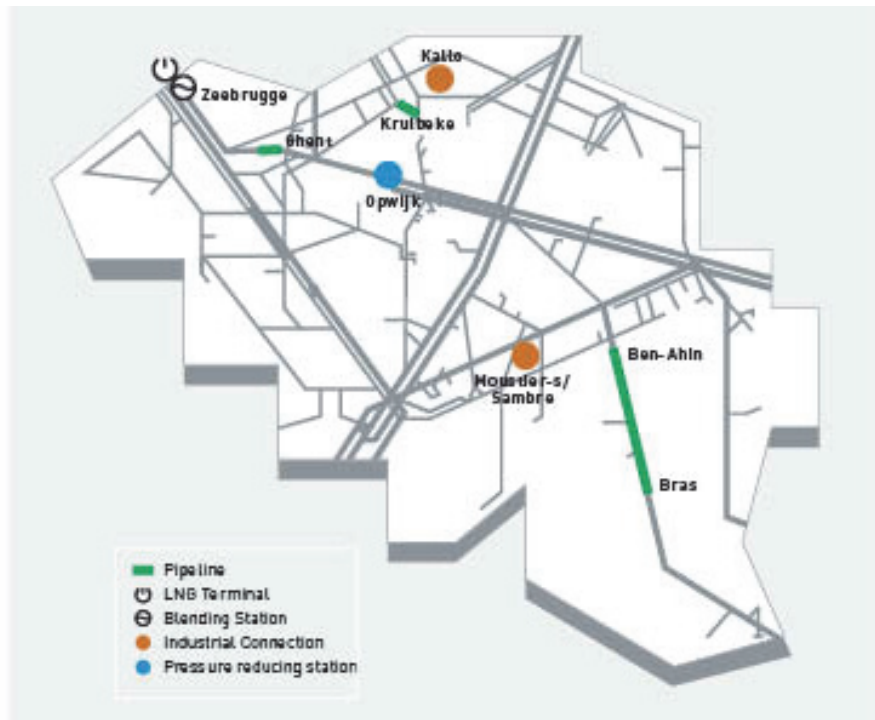 Kallo
Zeebrugge
Kruibeke
Ghent
Opwijk
Ben-Ahin
Moustier-s/
Sambre
Bras
Pipeline
LNG Terminal
Blending Station
Industrial Connection
Pressure reducing station